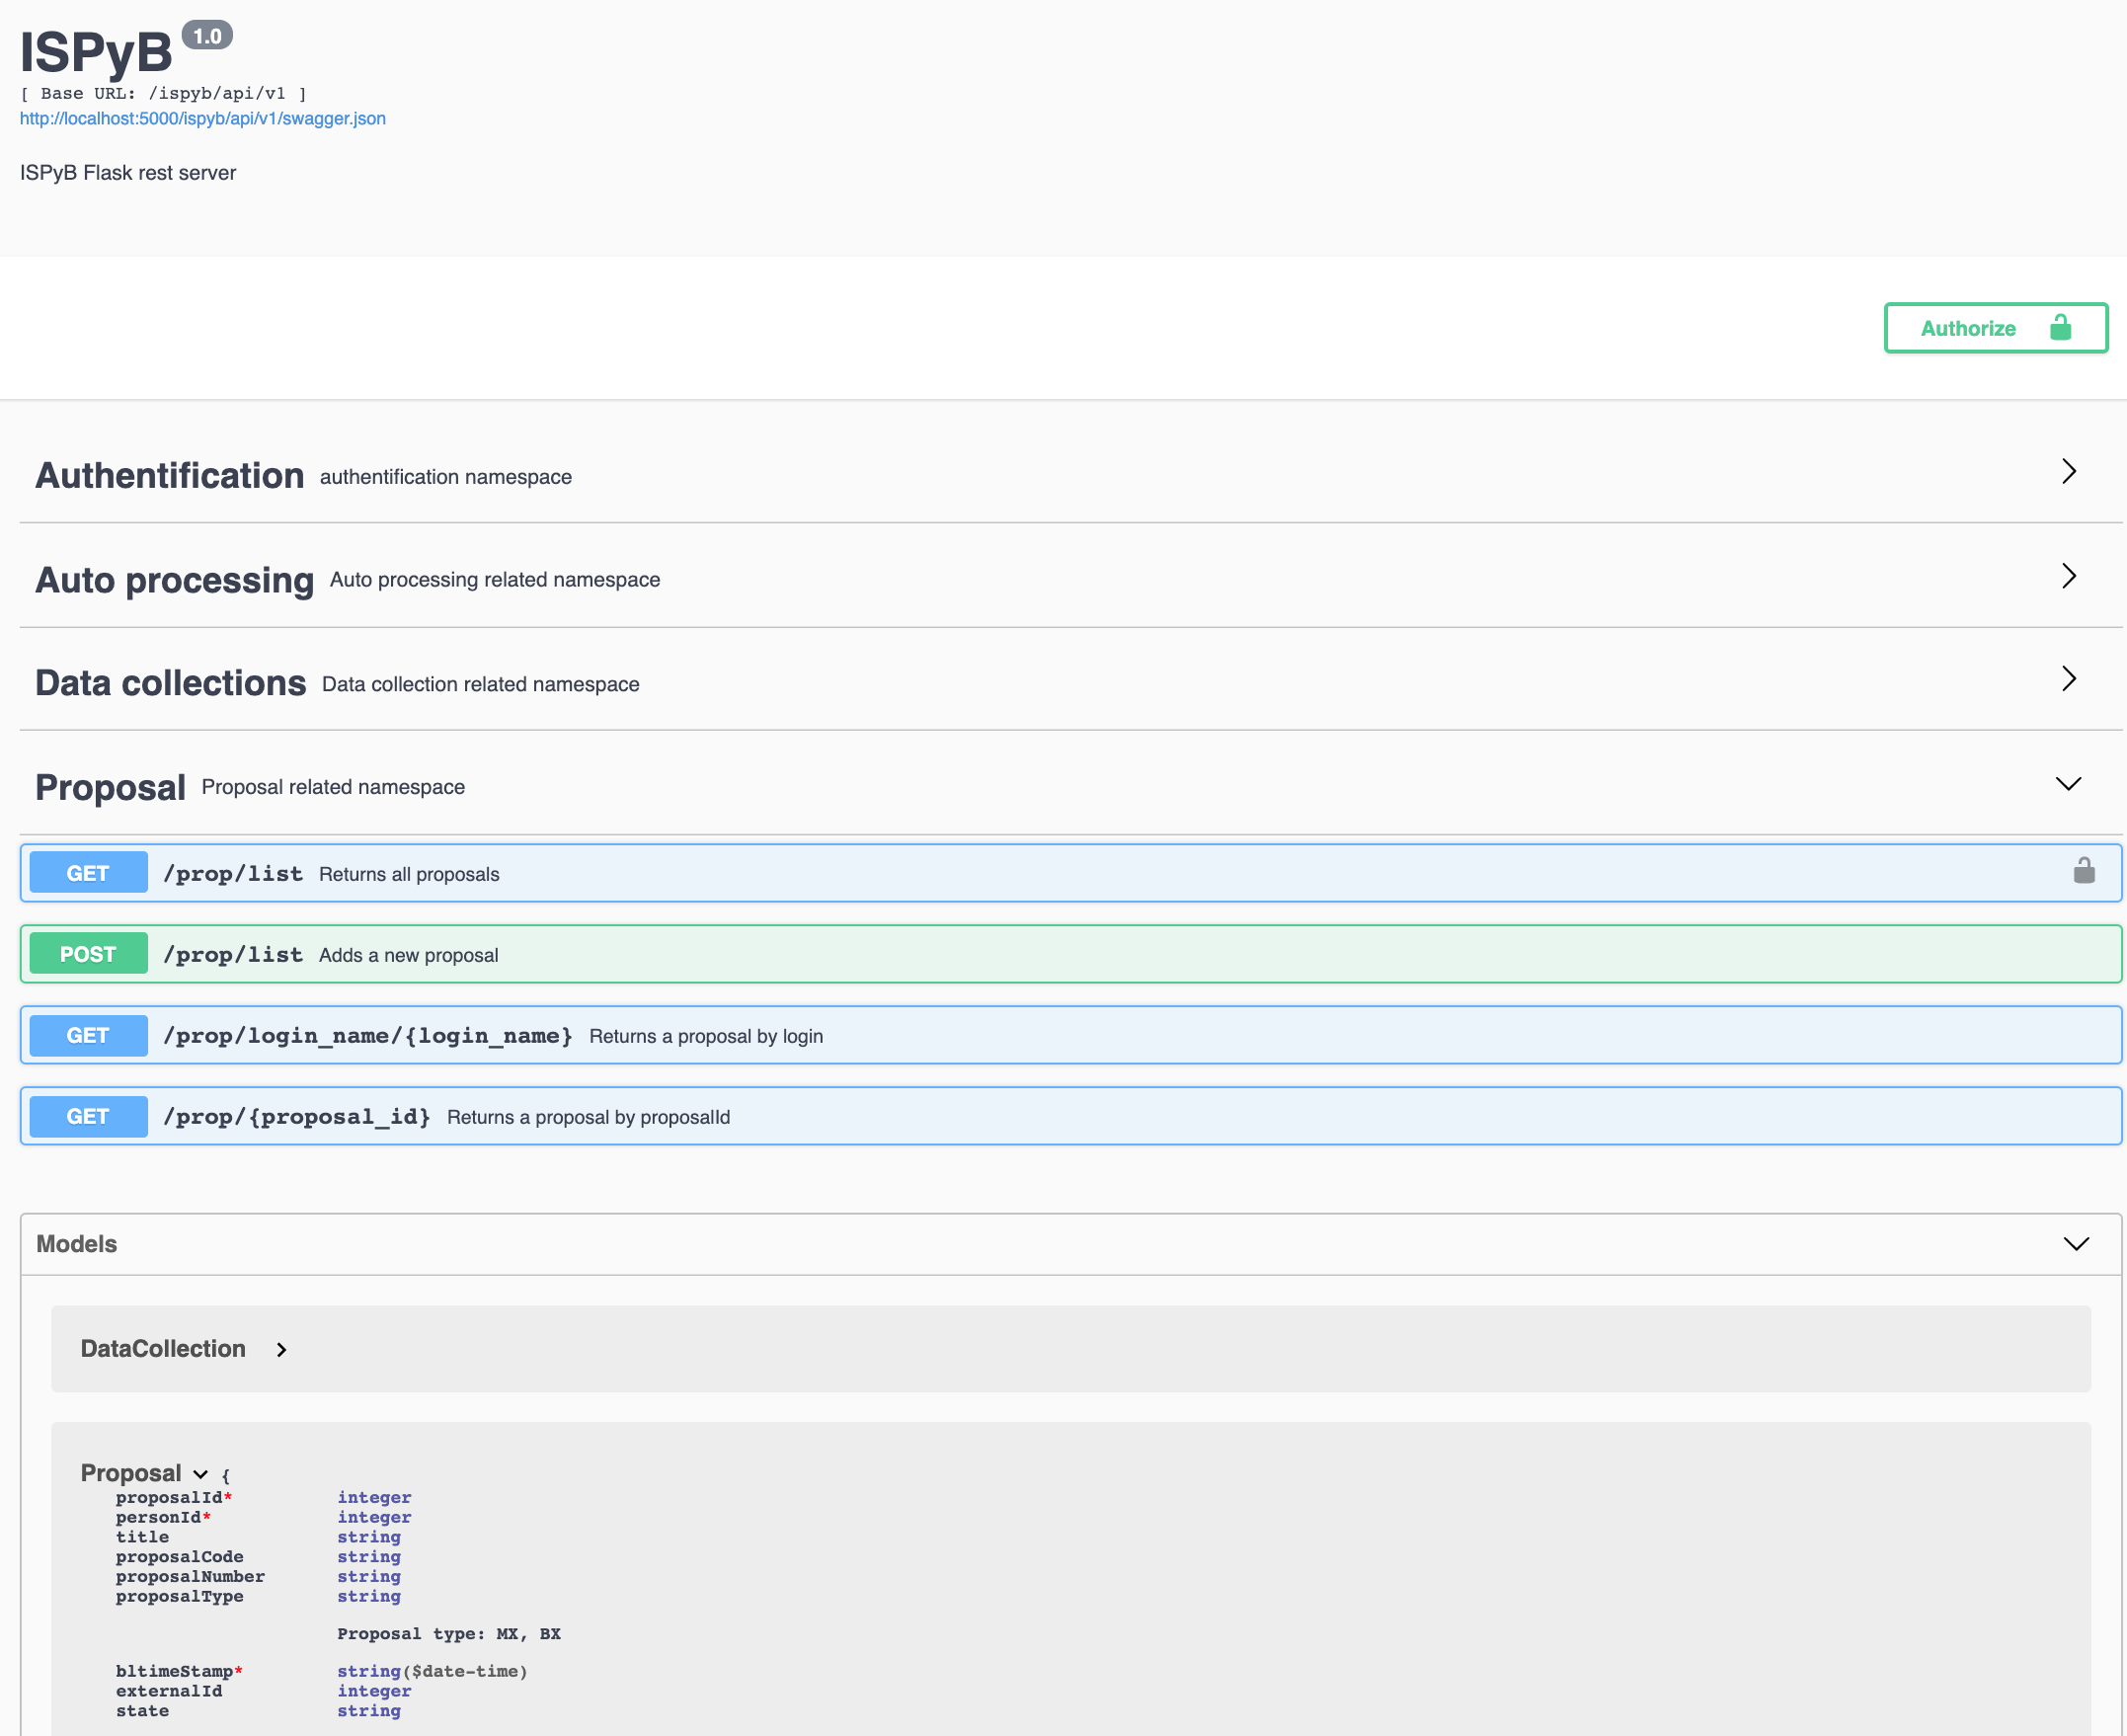 ISPyB 1.0
[ Base URL: /ispyb/api/v1 ]
http://localhost:5000/ispyb/api/v1/swagger.json
ISPyB Flask rest server
Authorize
Authentification authentification namespace
Auto processing Auto processing related namespace
Data collections Data collection related namespace
Proposal Proposal related namespace
GET /prop/list Returns all proposals
POST /prop/list Adds a new proposal
GET /prop/login_name/{login_name} Returns a proposal by login
GET /prop/{proposal_id} Returns a proposal by proposalId
Models
DataCollection
Proposal {
proposalId* integer
personId* integer
title string
proposalCode string
proposalNumber string
proposalType string
Proposal type: MX, BX
bltimeStamp* string($date-time)
externalId integer
state string